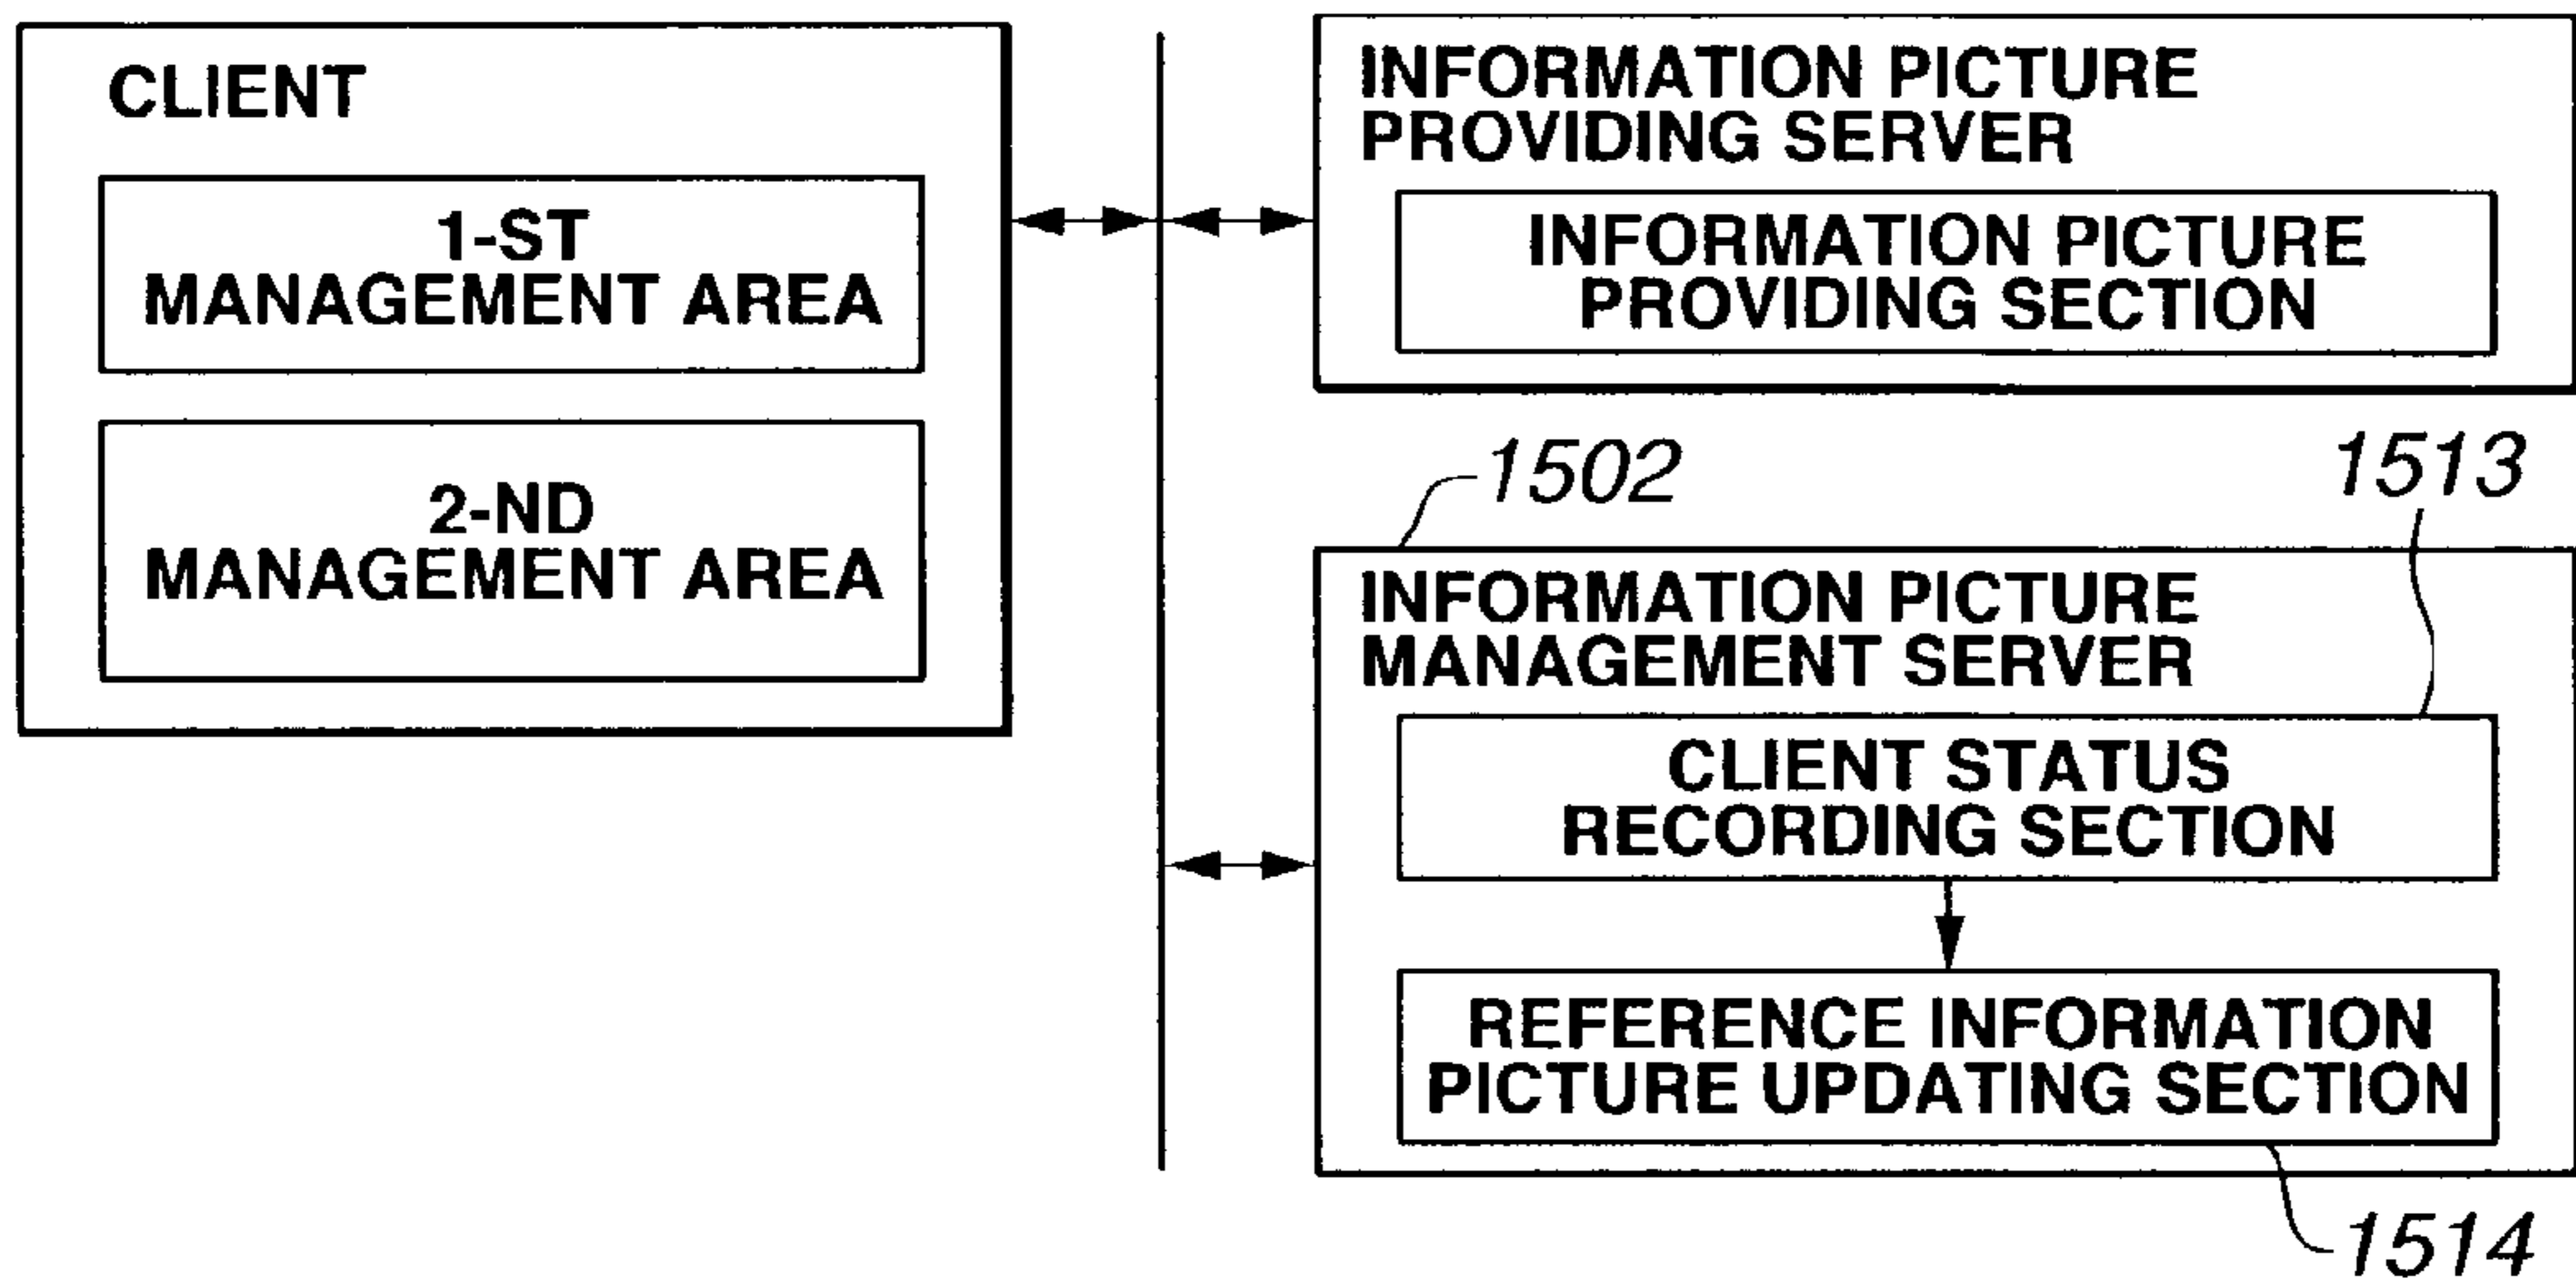 CLIENT
1-ST
MANAGEMENT AREA
2-ND
MANAGEMENT AREA
INFORMATION PICTURE
PROVIDING SERVER
INFORMATION PICTURE
PROVIDING SECTION
1502
1513
INFORMATION PICTURE
MANAGEMENT SERVER
CLIENT STATUS
RECORDING SECTION
REFERENCE INFORMATION
PICTURE UPDATING SECTION
1514